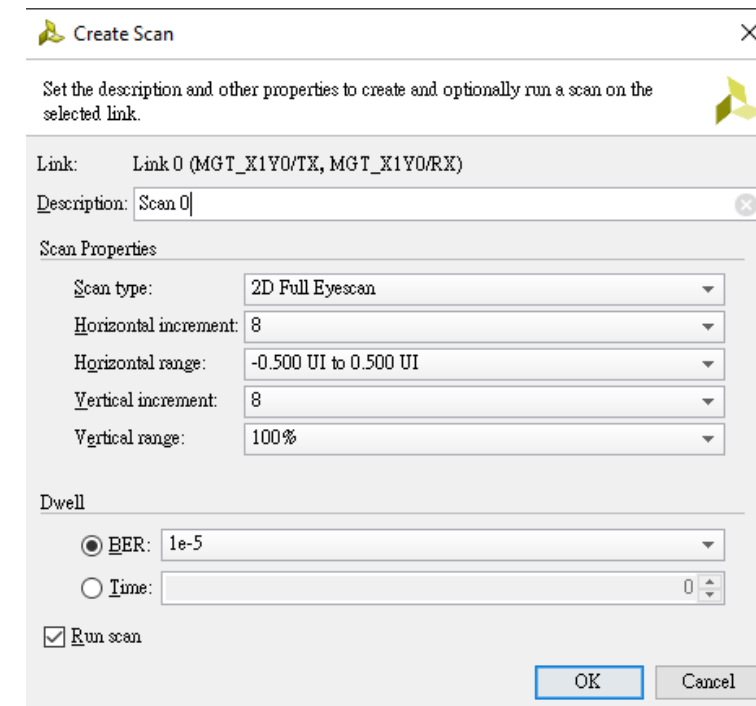 Create Scan
Set the description and other properties to create and optionally run a scan on the
selected link.
Link: Link 0 (MGT_X1Y0/TX, MGT_X1Y0/RX)
Description: Scan 0
Scan Properties
Scan type: 2D Full Eyescan
Horizontal increment: 8
Horizontal range: -0.500 UI to 0.500 UI
Vertical increment: 8
Vertical range: 100%
Dwell
BER: 1e-5
Time: 0
Run scan
OK Cancel